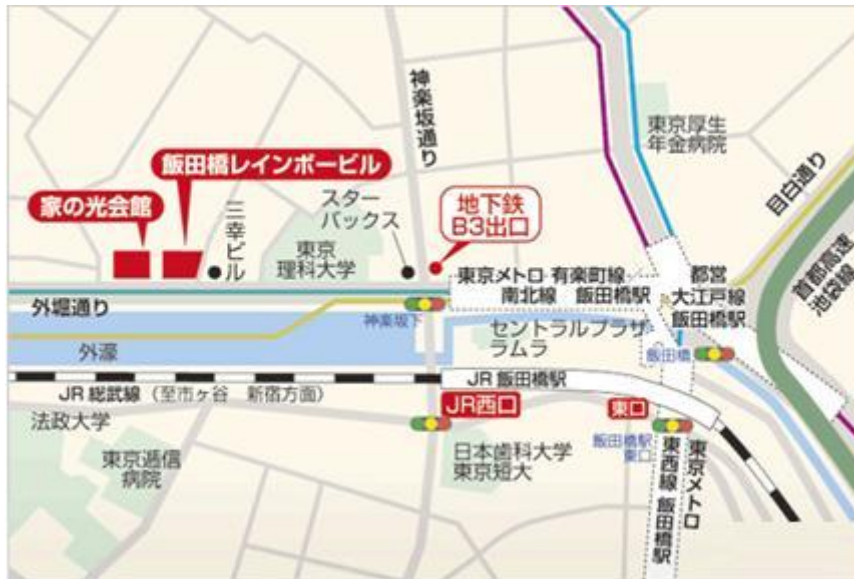 神楽坂通り
東京厚生
年金病院
目白通り
飯田橋レインボービル
家の光会館
三幸ビル
スター
バックス
地下鉄
B3出口
東京
理科大学
東京メトロ 有楽町線
南北線 飯田橋駅
都営
大江戸線
飯田橋駅
首都高速
池袋線
外堀通り
神楽坂下
セントラルプラザ
ラムラ
飯田橋
外濠
JR 飯田橋駅
JR 総武線（至市ヶ谷 新宿方面）
JR西口
東口
法政大学
東京逓信
病院
日本歯科大学
東京短大
飯田橋駅
東口
東京メトロ
東西線 飯田橋駅